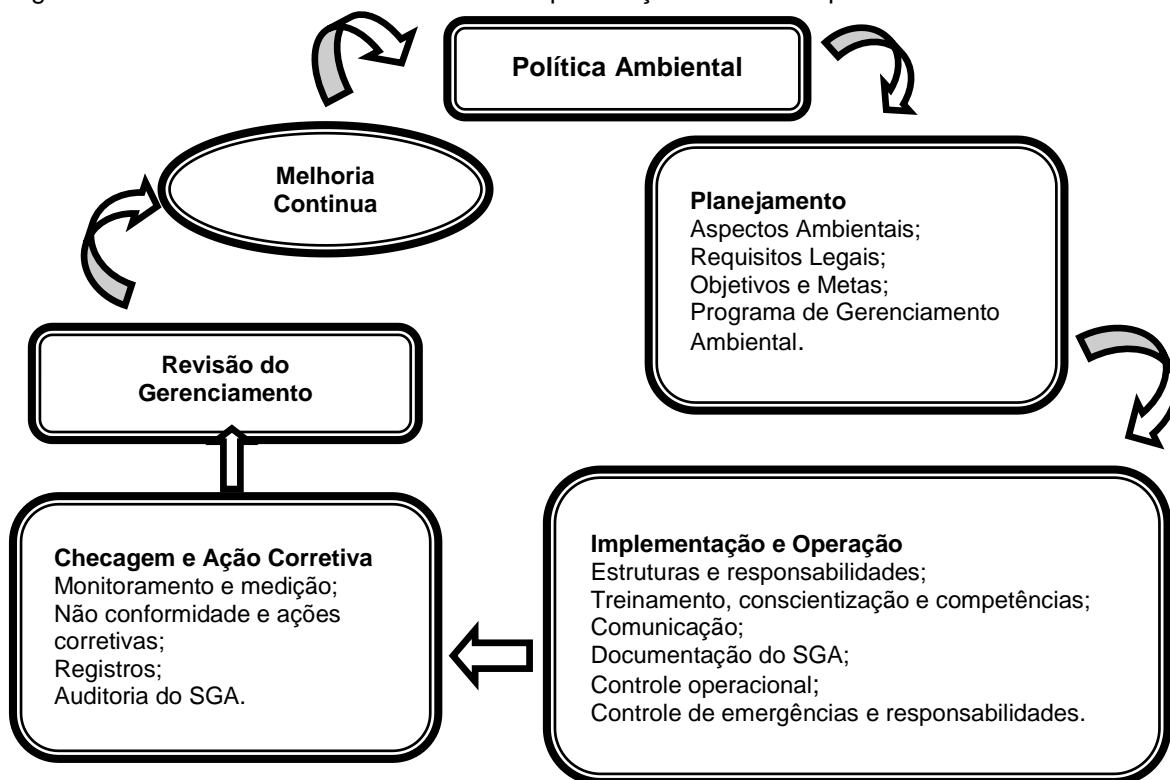 Política Ambiental
Melhoria
Continua
Planejamento
Aspectos Ambientais;
Requisitos Legais;
Objetivos e Metas;
Programa de Gerenciamento
Ambiental.
Revisão do
Gerenciamento
Implementação e Operação
Estruturas e responsabilidades;
Treinamento, conscientização e competências;
Comunicação;
Documentação do SGA;
Controle operacional;
Controle de emergências e responsabilidades.
Checagem e Ação Corretiva
Monitoramento e medição;
Não conformidade e ações
corretivas;
Registros;
Auditoria do SGA.